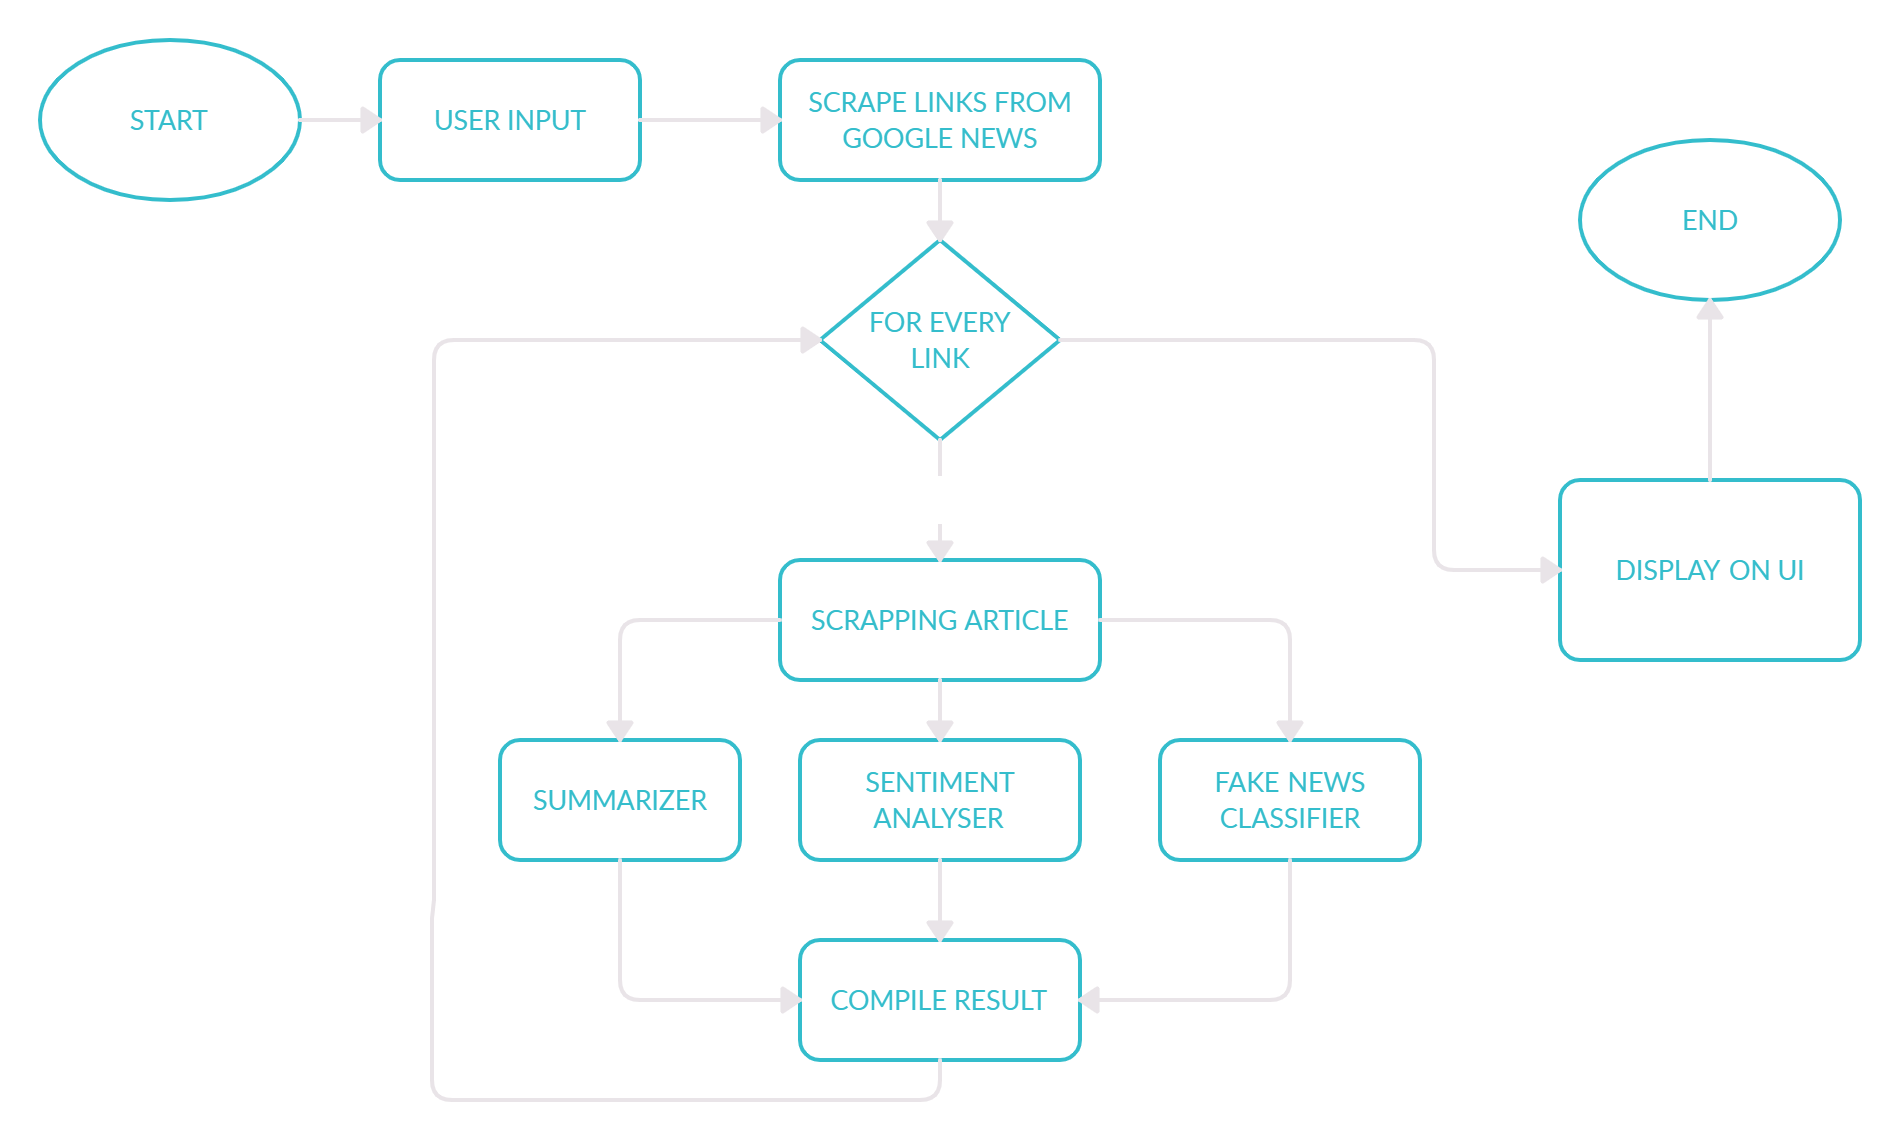 START
USER INPUT
SCRAPE LINKS FROM
GOOGLE NEWS
END
FOR EVERY
LINK
DISPLAY ON UI
SCRAPPING ARTICLE
SUMMARIZER
SENTIMENT
ANALYSER
FAKE NEWS
CLASSIFIER
COMPILE RESULT